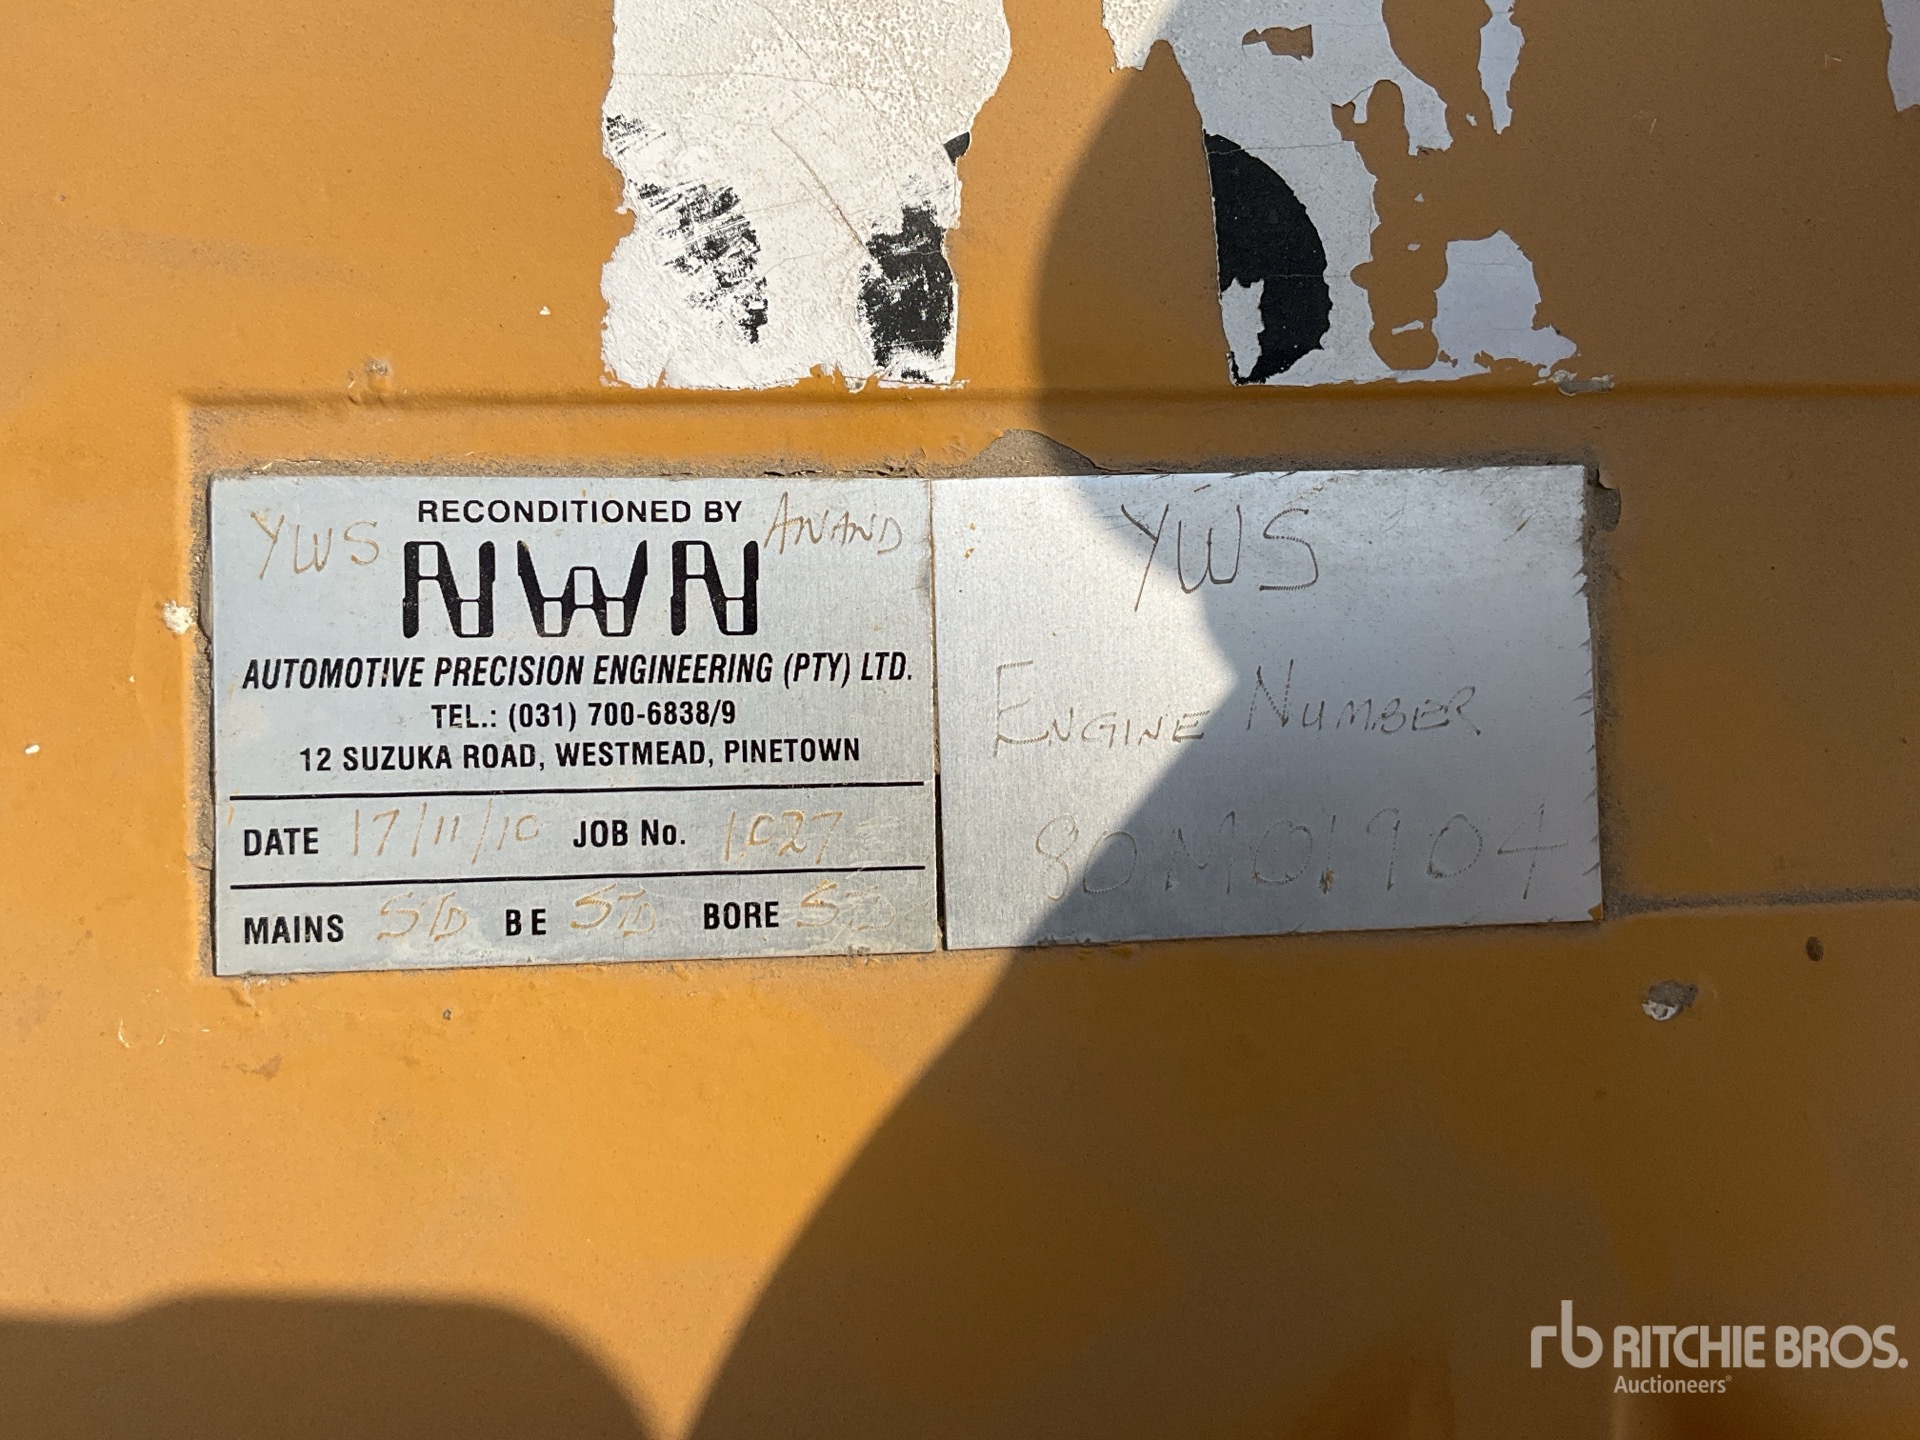 YWS RECONDITIONED BY ANAND
NWN
AUTOMOTIVE PRECISION ENGINEERING (PTY) LTD.
TEL.: (031) 700-6838/9
12 SUZUKA ROAD, WESTMEAD, PINETOWN
DATE 17/11/10 JOB No. 1027
MAINS STD BE STD BORE STD
YWS
ENGINE NUMBER
80M01904
rb RITCHIE BROS.
Auctioneers